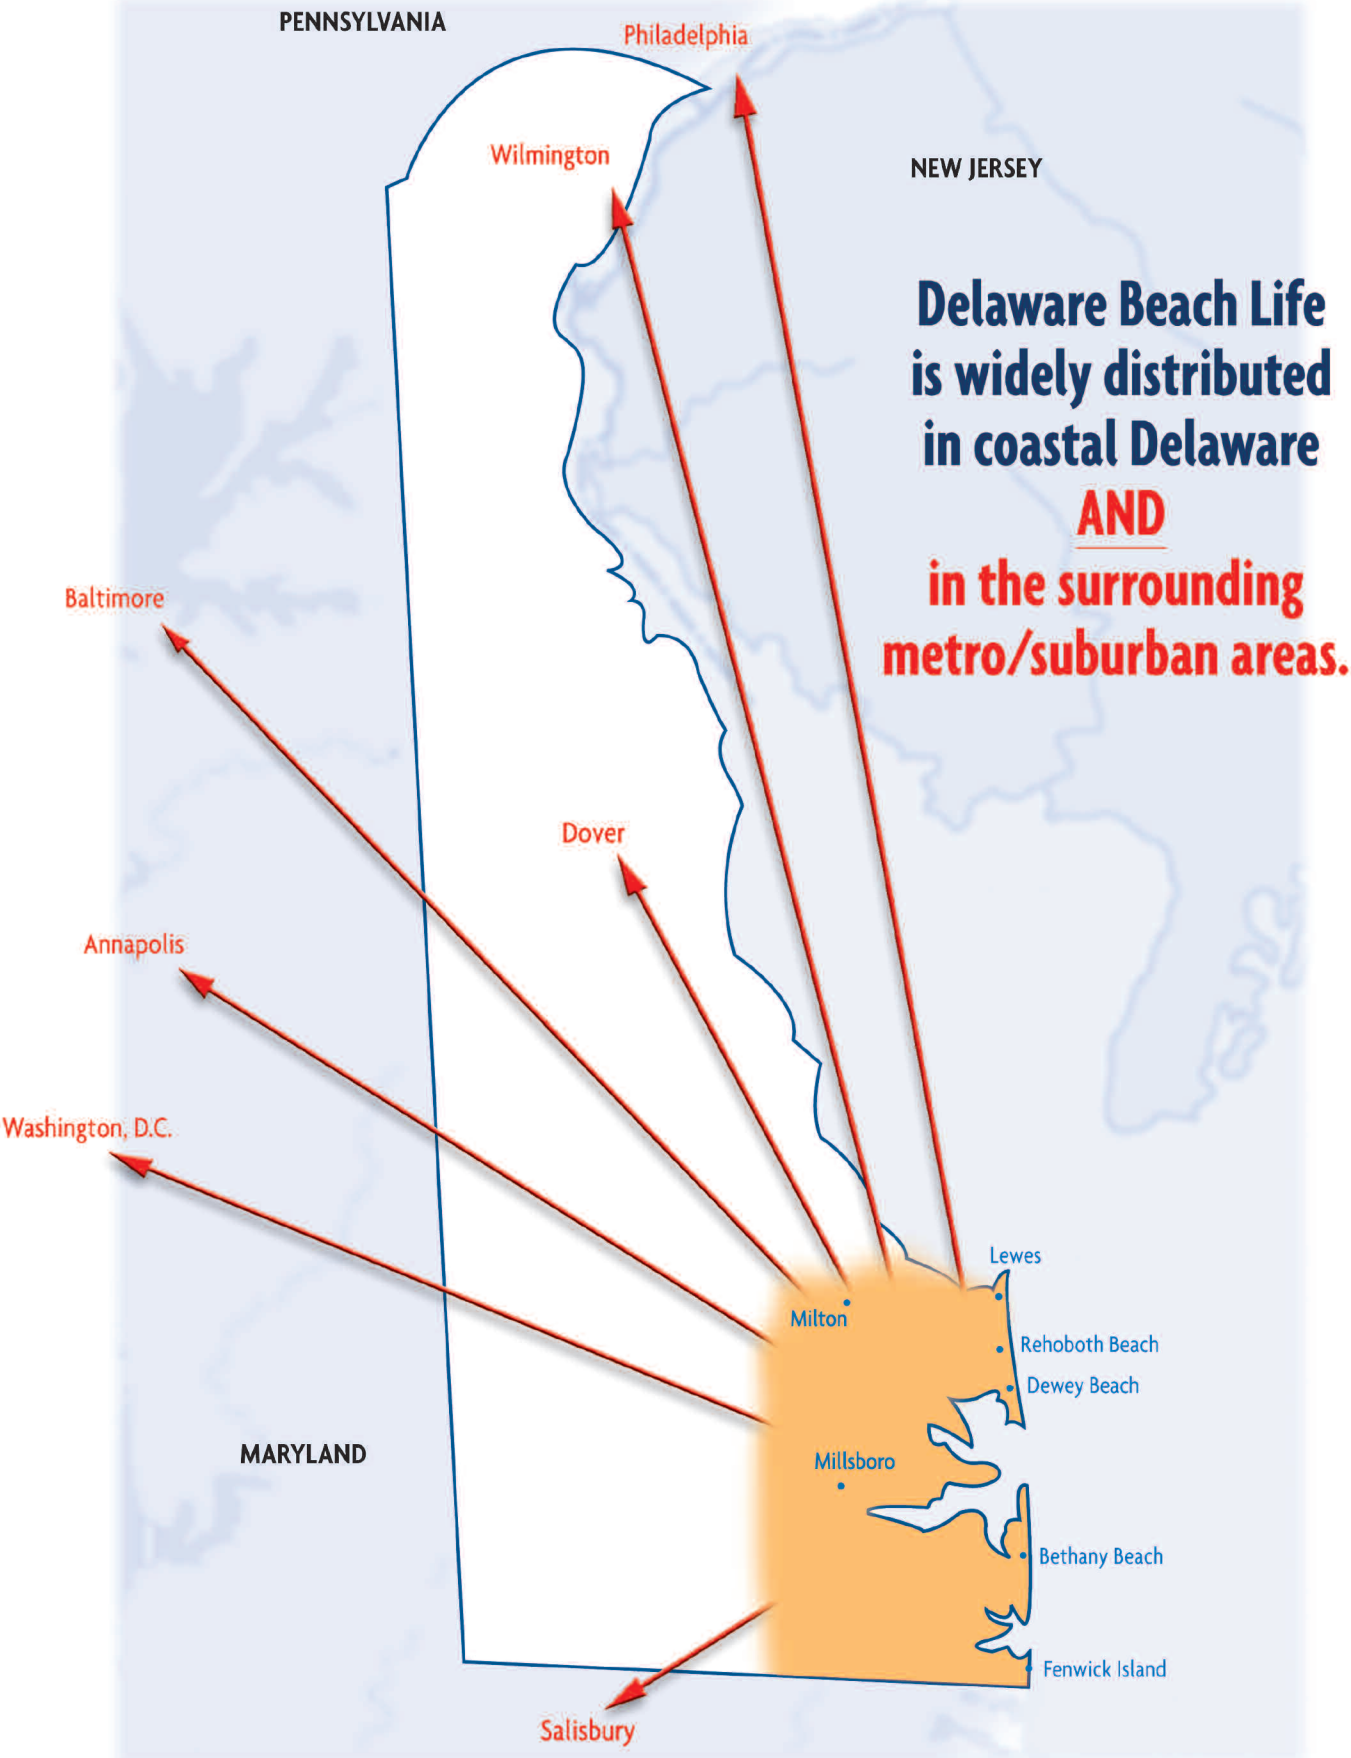 PENNSYLVANIA
Philadelphia
Wilmington
NEW JERSEY
Delaware Beach Life
is widely distributed
in coastal Delaware
AND
in the surrounding
metro/suburban areas.
Baltimore
Dover
Annapolis
Washington, D.C.
Lewes
Milton
Rehoboth Beach
Dewey Beach
MARYLAND
Millsboro
Bethany Beach
Fenwick Island
Salisbury